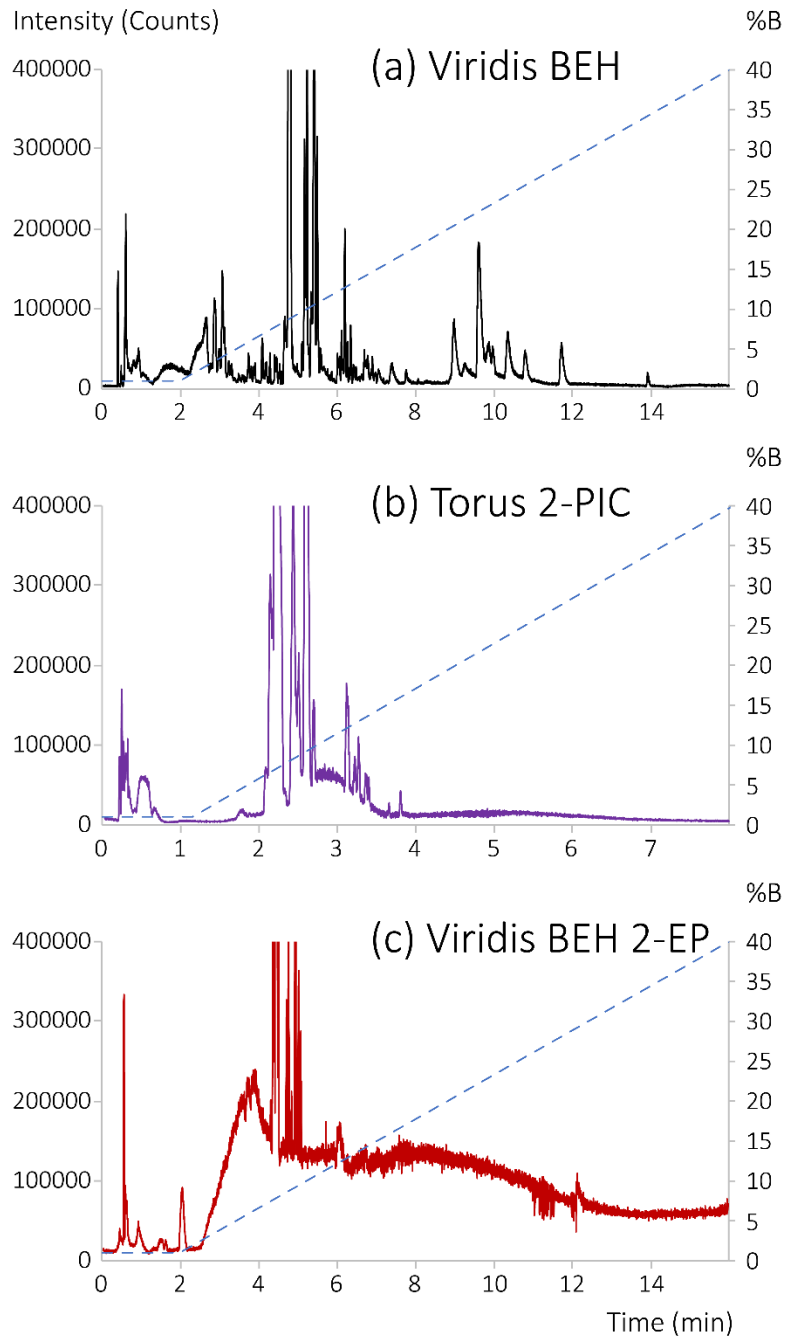 Intensity (Counts) %B
(a) Viridis BEH
400000 40
35
300000 30
25
200000 20
15
100000 10
5
0 0
0 2 4 6 8 10 12 14
%B
(b) Torus 2-PIC
400000 40
35
300000 30
25
200000 20
15
100000 10
5
0 0
0 1 2 3 4 5 6 7
%B
(c) Viridis BEH 2-EP
400000 40
35
300000 30
25
200000 20
15
100000 10
5
0 0
0 2 4 6 8 10 12 14
Time (min)